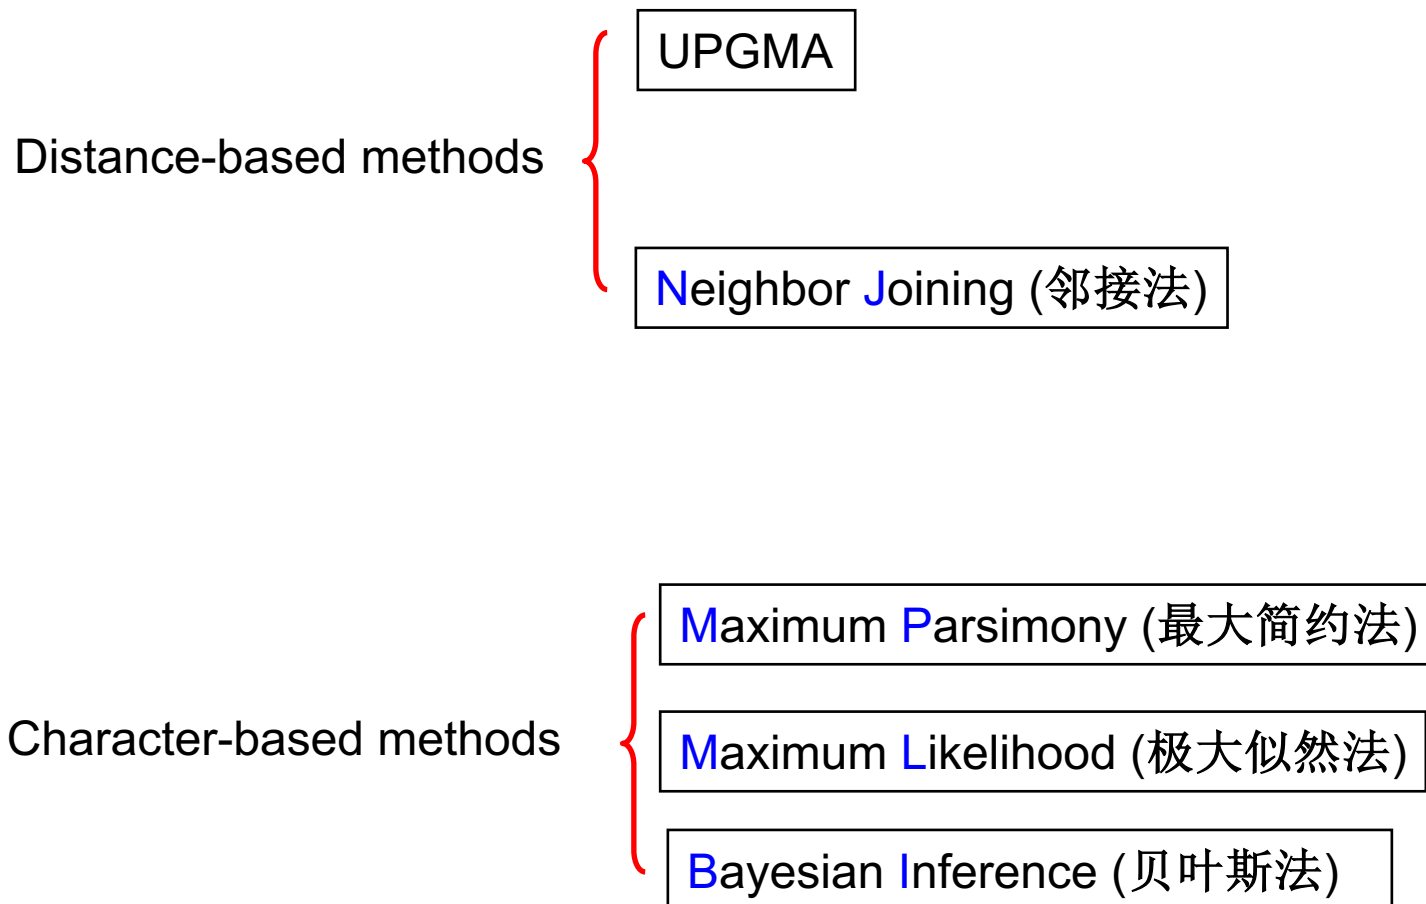 UPGMA
Distance-based methods
Neighbor Joining (邻接法)
Maximum Parsimony (最大简约法)
Character-based methods
Maximum Likelihood (极大似然法)
Bayesian Inference (贝叶斯法)